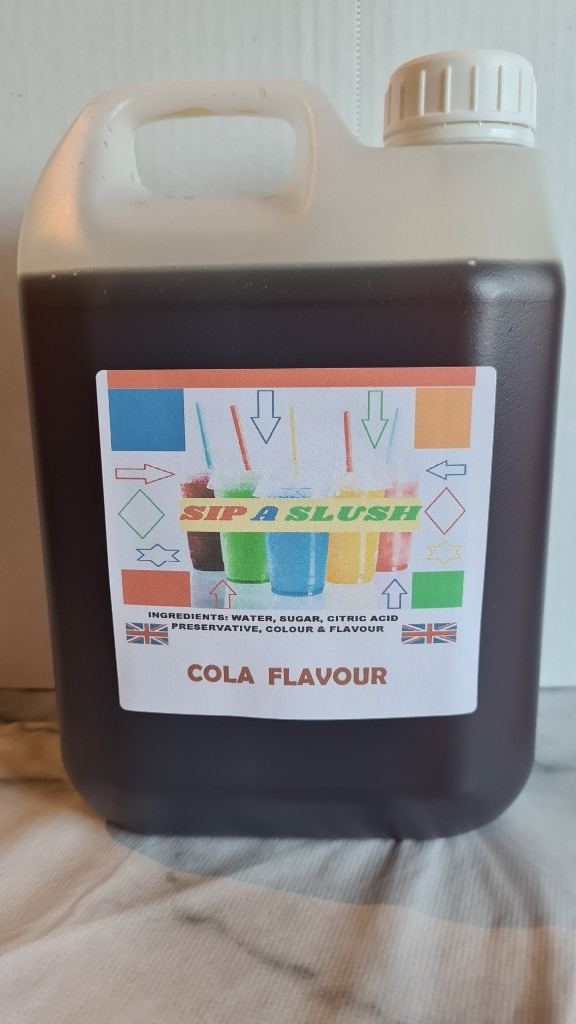 SIP A SLUSH
INGREDIENTS: WATER, SUGAR, CITRIC ACID
PRESERVATIVE, COLOUR & FLAVOUR
COLA FLAVOUR